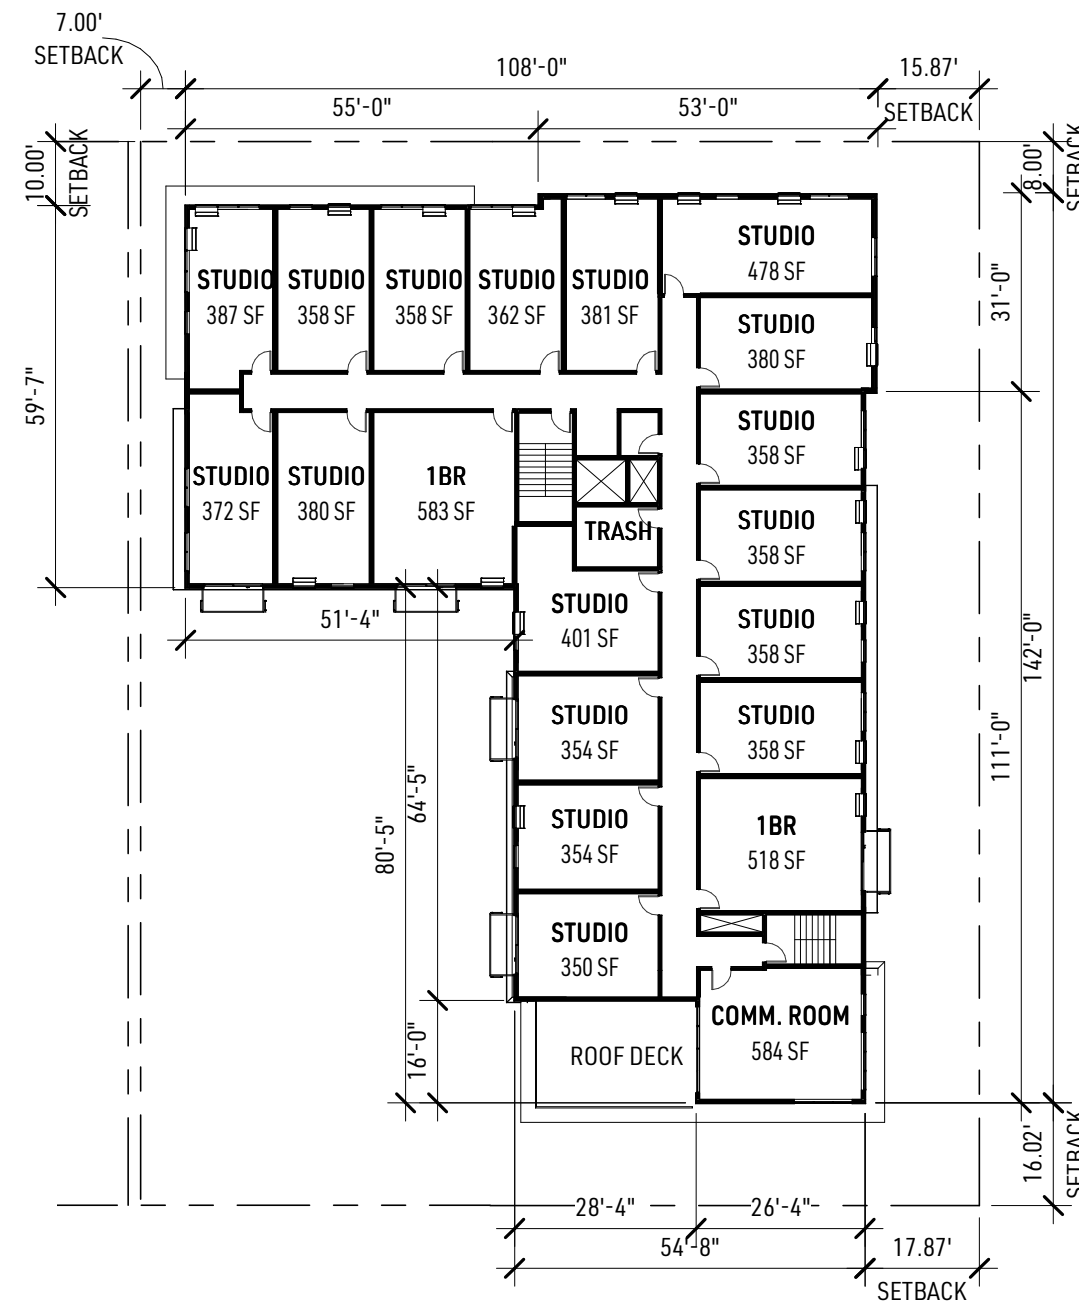 7.00'
SETBACK
108'-0"
15.87'
SETBACK
55'-0"
53'-0"
10.00'
SETBACK
8.00'
SETBACK
STUDIO
387 SF
STUDIO
358 SF
STUDIO
358 SF
STUDIO
362 SF
STUDIO
381 SF
STUDIO
478 SF
31'-0"
STUDIO
380 SF
59'-7"
STUDIO
372 SF
STUDIO
380 SF
1BR
583 SF
STUDIO
358 SF
TRASH
STUDIO
358 SF
51'-4"
STUDIO
401 SF
STUDIO
358 SF
142'-0"
STUDIO
354 SF
STUDIO
358 SF
111'-0"
64'-5"
80'-5"
STUDIO
354 SF
1BR
518 SF
STUDIO
350 SF
16'-0"
ROOF DECK
COMM. ROOM
584 SF
16.02'
SETBACK
28'-4"
26'-4"
54'-8"
17.87'
SETBACK